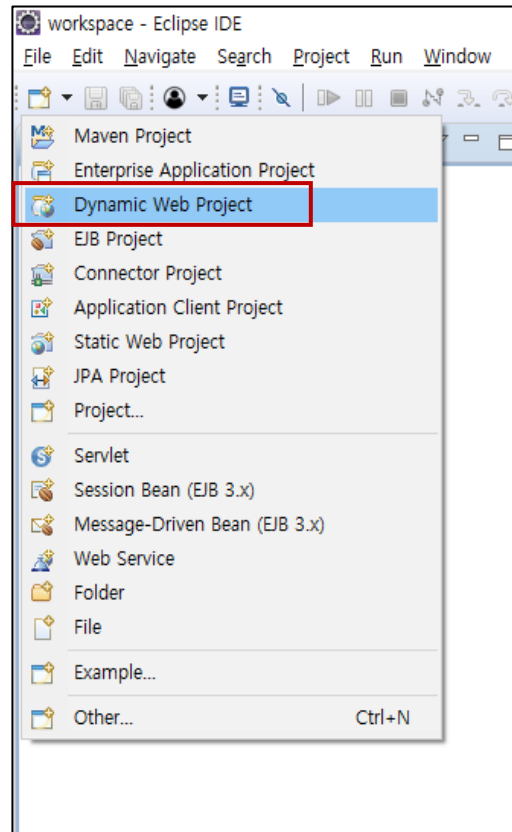 workspace - Eclipse IDE
File Edit Navigate Search Project Run Window
Maven Project
Enterprise Application Project
Dynamic Web Project
EJB Project
Connector Project
Application Client Project
Static Web Project
JPA Project
Project...
Servlet
Session Bean (EJB 3.x)
Message-Driven Bean (EJB 3.x)
Web Service
Folder
File
Example...
Other... Ctrl+N